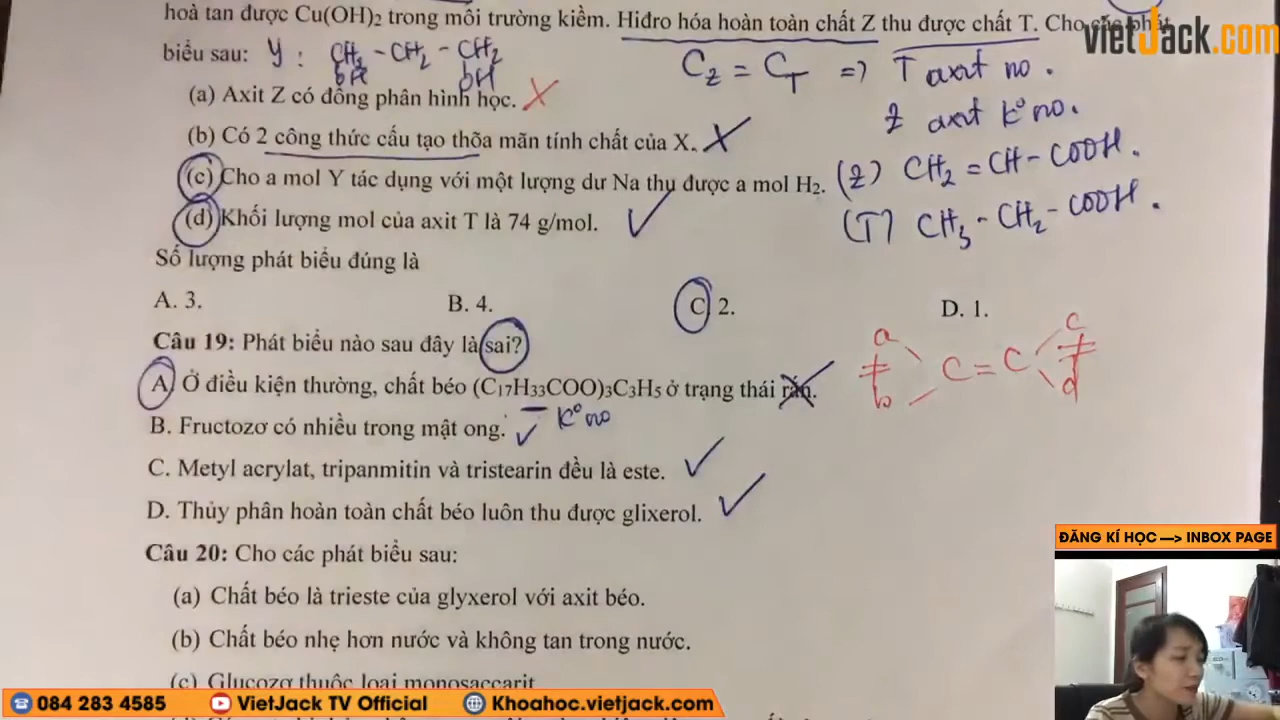 hoà tan được Cu(OH)2 trong môi trường kiềm. Hiđro hóa hoàn toàn chất Z thu được chất T. Cho các phát
vietJack.com
biểu sau: Y : CH2 - CH2 - CH2
OH OH
CZ = CT => T axit no.
(a) Axit Z có đồng phân hình học. X
Z axit k° no.
(b) Có 2 công thức cấu tạo thõa mãn tính chất của X. X
(Z) CH2 = CH - COOH.
(c) Cho a mol Y tác dụng với một lượng dư Na thu được a mol H2.
(T) CH3 - CH2 - COOH.
(d) Khối lượng mol của axit T là 74 g/mol. ✓
Số lượng phát biểu đúng là
A. 3. B. 4. C 2. D. 1.
Câu 19: Phát biểu nào sau đây là sai?
a c
C = C
b d
A. Ở điều kiện thường, chất béo (C17H33COO)3C3H5 ở trạng thái rắn.
k° no
B. Fructozơ có nhiều trong mật ong. ✓
C. Metyl acrylat, tripanmitin và tristearin đều là este. ✓
D. Thủy phân hoàn toàn chất béo luôn thu được glixerol. ✓
Câu 20: Cho các phát biểu sau:
(a) Chất béo là trieste của glyxerol với axit béo.
(b) Chất béo nhẹ hơn nước và không tan trong nước.
(c) Glucozơ thuộc loại monosaccarit
ĐĂNG KÍ HỌC —> INBOX PAGE
084 283 4585 VietJack TV Official Khoahoc.vietjack.com